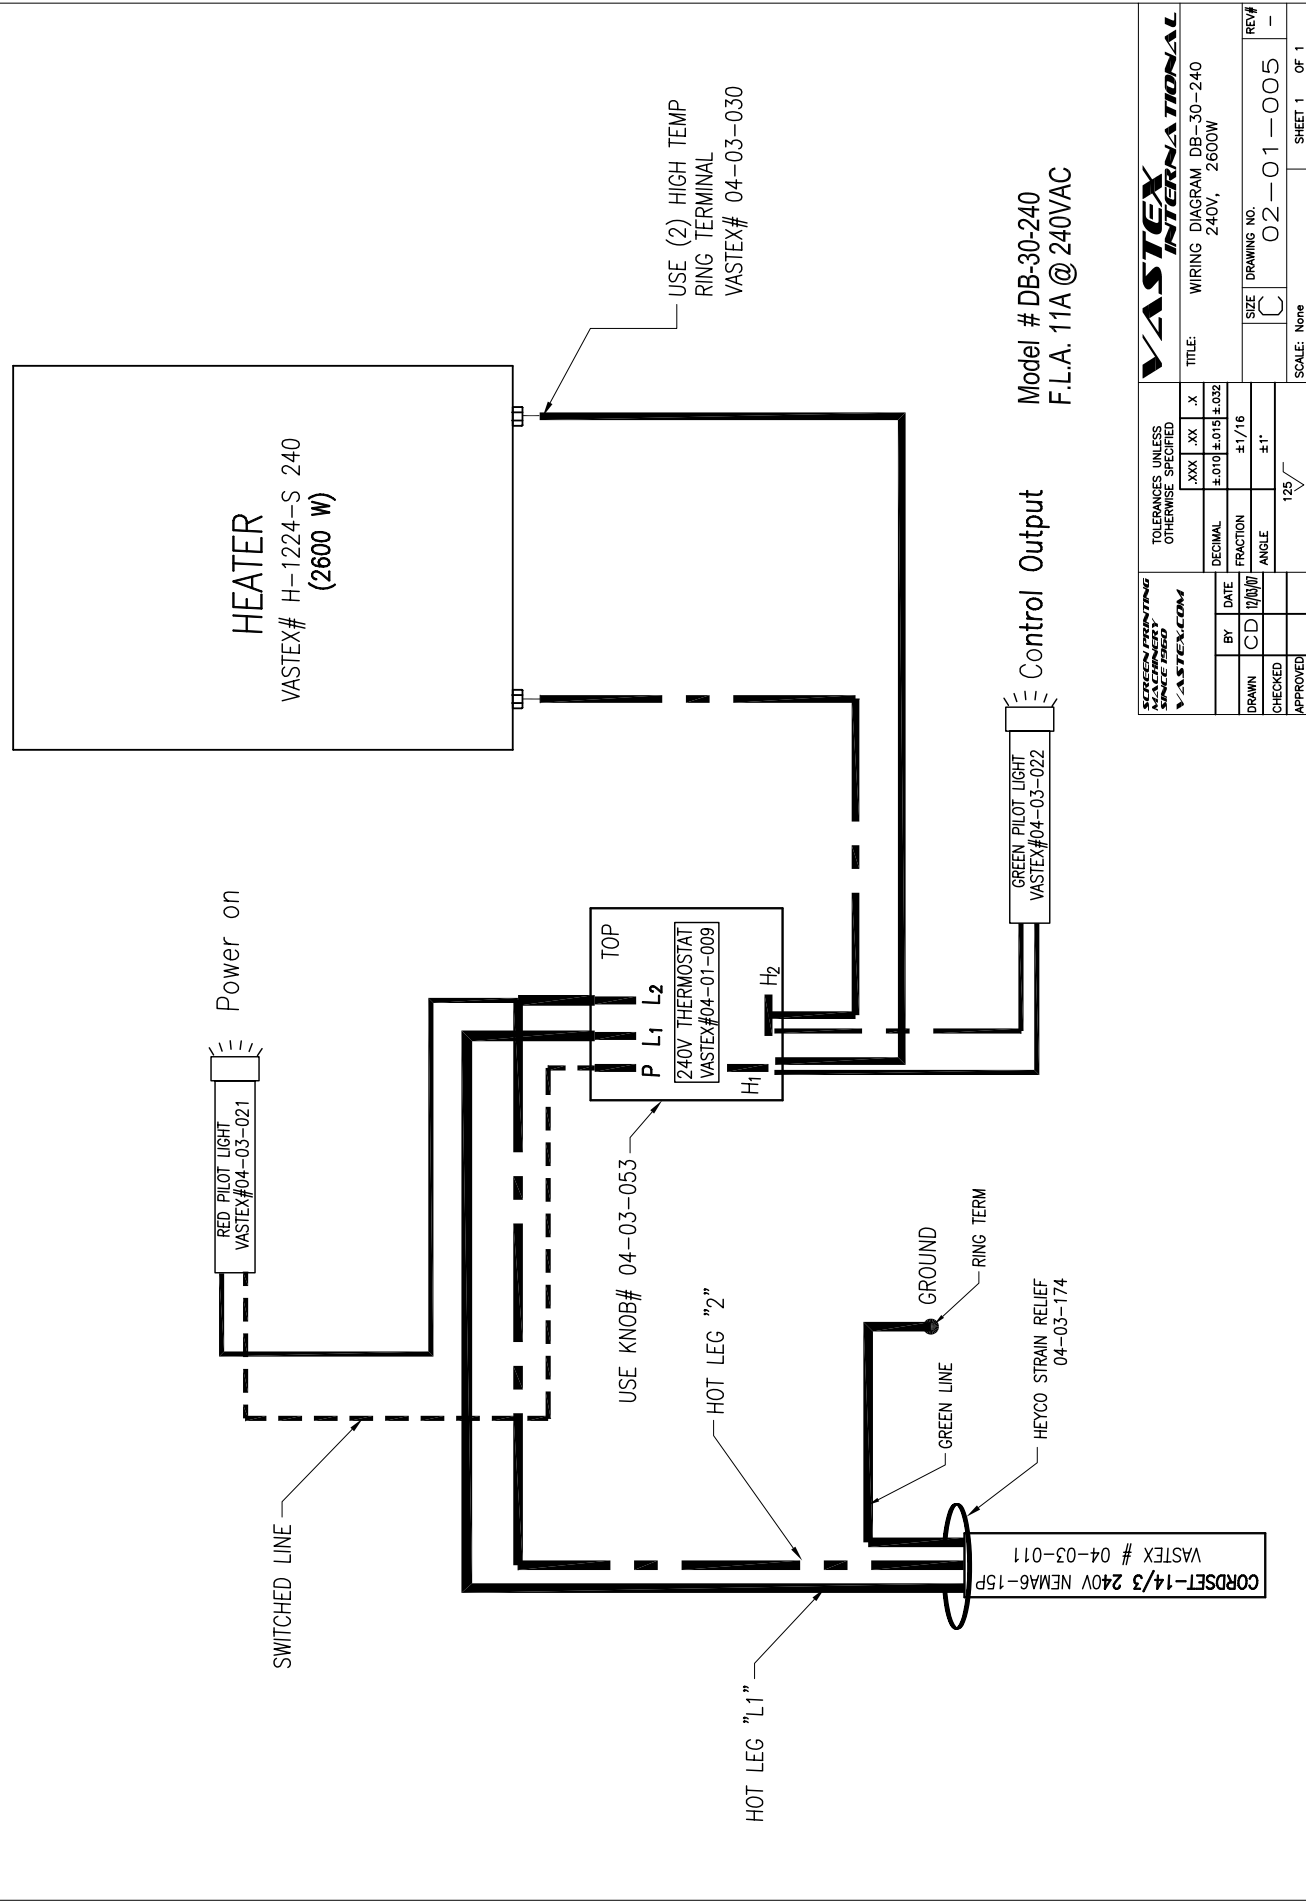 HEATER
VASTEX# H-1224-S 240
(2600 W)
USE (2) HIGH TEMP
RING TERMINAL
VASTEX# 04-03-030
Power on
RED PILOT LIGHT
VASTEX#04-03-021
SWITCHED LINE
TOP
P L1 L2
240V THERMOSTAT
VASTEX#04-01-009
H1 H2
USE KNOB# 04-03-053
HOT LEG "2"
HOT LEG "L1"
GROUND
RING TERM
GREEN LINE
HEYCO STRAIN RELIEF
04-03-174
CORDSET-14/3 240V NEMA6-15P
VASTEX # 04-03-011
GREEN PILOT LIGHT
VASTEX#04-03-022
Control Output
Model # DB-30-240
F.L.A. 11A @ 240VAC
SCREEN PRINTING
MACHINERY
SINCE 1960
VASTEX.COM
BY DATE
DRAWN CD 12/03/07
CHECKED
APPROVED
TOLERANCES UNLESS
OTHERWISE SPECIFIED
.XXX .XX .X
DECIMAL ±.010 ±.015 ±.032
FRACTION ±1/16
ANGLE ±1°
125
VASTEX
INTERNATIONAL
TITLE:
WIRING DIAGRAM DB-30-240
240V, 2600W
SIZE
C
DRAWING NO.
02-01-005
REV#
-
SCALE: None
SHEET 1 OF 1